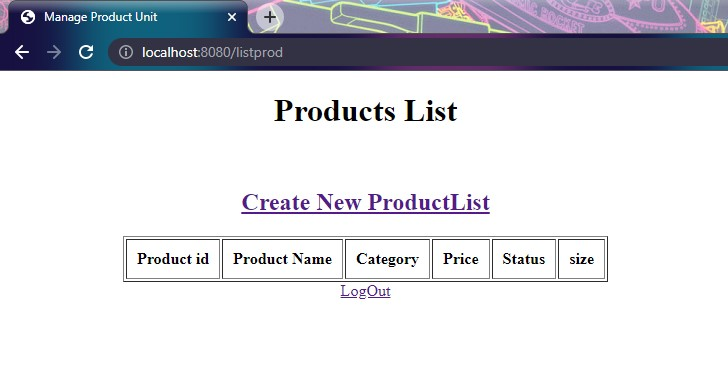 Manage Product Unit
localhost:8080/listprod
Products List
Create New ProductList
Product id Product Name Category Price Status size
LogOut